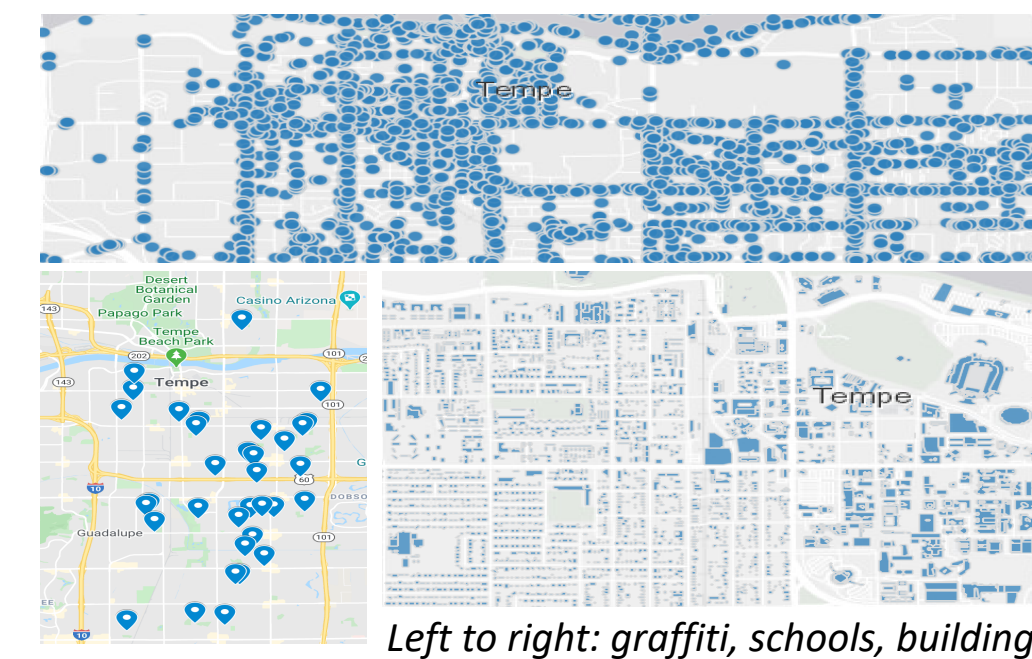 Tempe
Desert
Botanical
Garden
Casino Arizona
143
Papago Park
Tempe
Beach Park
202
101
143
Tempe
101
60
10
DOBSO
Guadalupe
101
EE
10
Tempe
Left to right: graffiti, schools, building